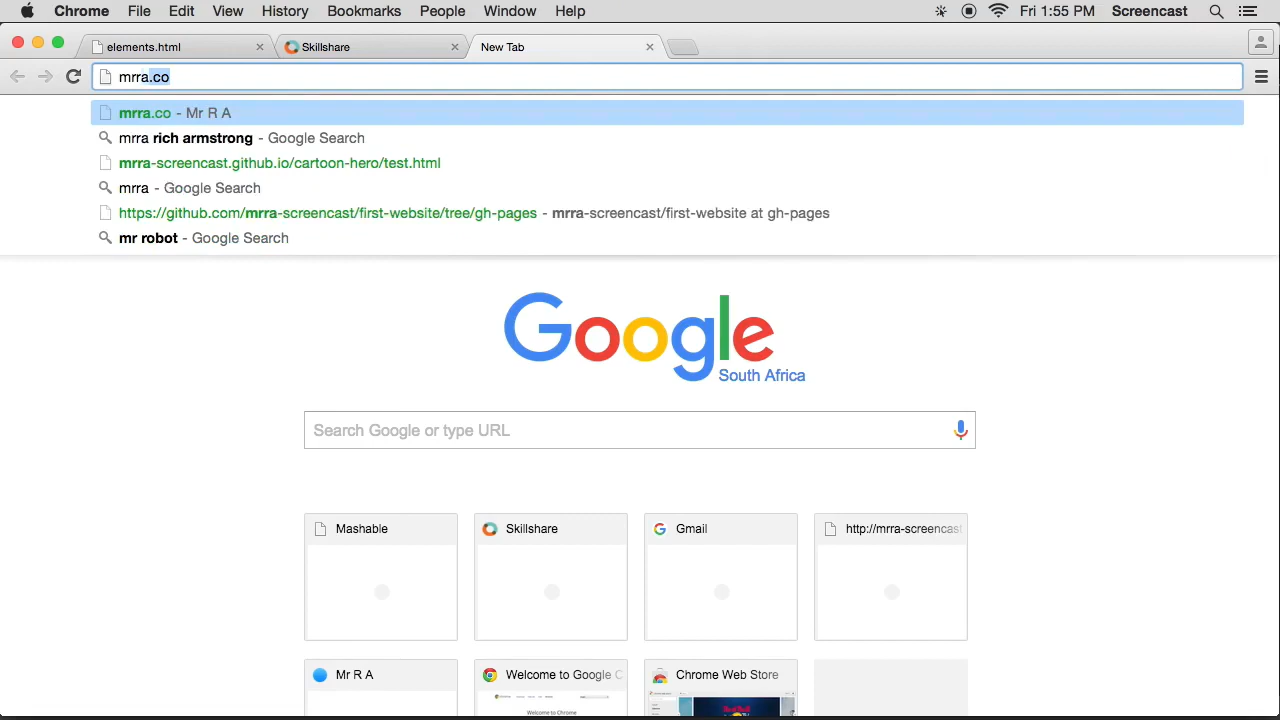 Chrome File Edit View History Bookmarks People Window Help Fri 1:55 PM Screencast
elements.html Skillshare New Tab
mrra.co
mrra.co - Mr R A
mrra rich armstrong - Google Search
mrra-screencast.github.io/cartoon-hero/test.html
mrra - Google Search
https://github.com/mrra-screencast/first-website/tree/gh-pages - mrra-screencast/first-website at gh-pages
mr robot - Google Search
Google
South Africa
Search Google or type URL
Mashable Skillshare Gmail http://mrra-screencast
Mr R A Welcome to Google C Chrome Web Store
Welcome to Chrome